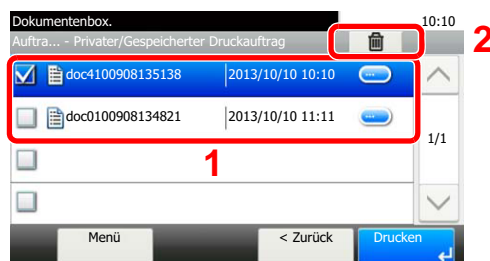 Dokumentenbox. 10:10
Auftra... - Privater/Gespeicherter Druckauftrag
2
doc4100908135138 2013/10/10 10:10
doc0100908134821 2013/10/10 11:11
1/1
1
Menü < Zurück Drucken